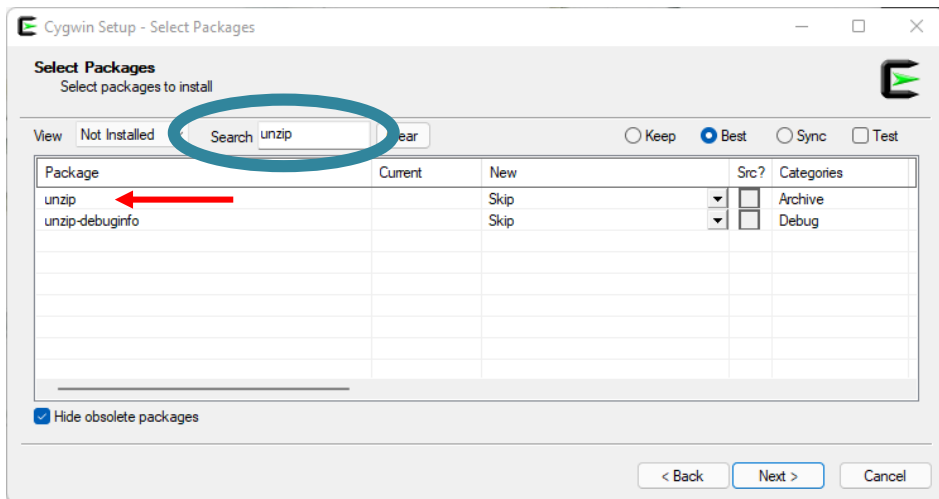 Cygwin Setup - Select Packages
Select Packages
Select packages to install
View Not Installed Search unzip ear Keep Best Sync Test
Package Current New Src? Categories
unzip Skip Archive
unzip-debuginfo Skip Debug
Hide obsolete packages
< Back Next > Cancel